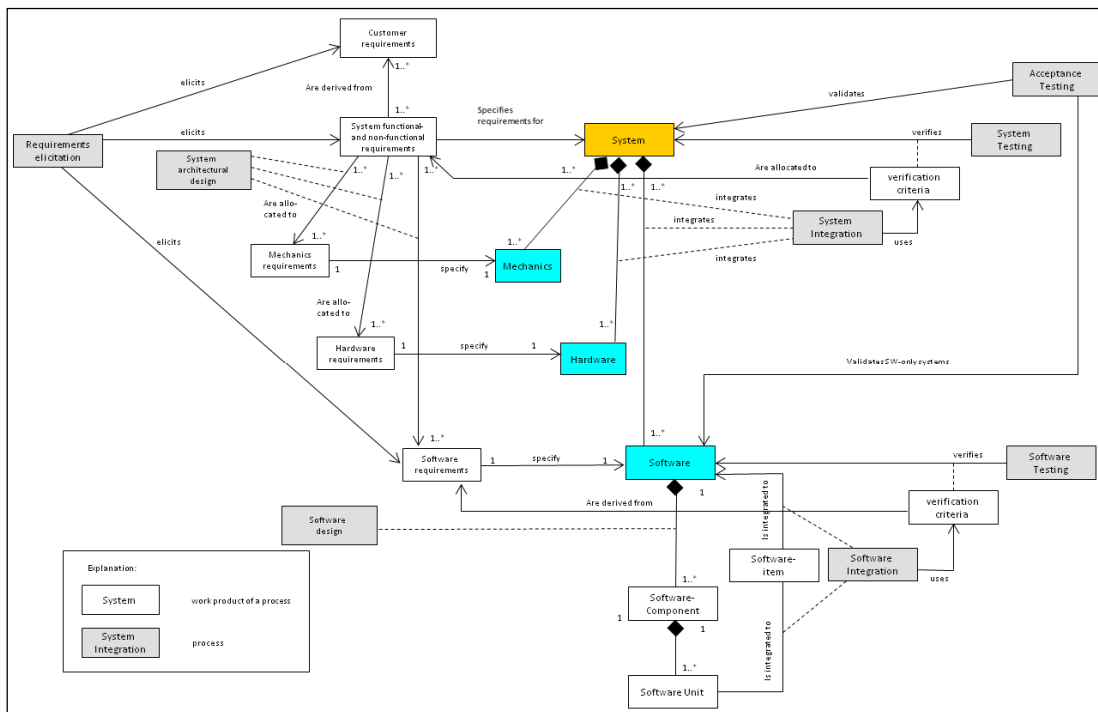 Customer
requirements
1..*
elicits
Are derived from
1..*
Acceptance
Testing
validates
Specifies
requirements for
Requirements
elicitation
elicits
System functional-
and non-functional
requirements
System
verifies
System
Testing
System
architectural
design
1..*
1..*
1..*
1..*
1..*
1..*
Are allocated to
verification
criteria
Are allo-
cated to
integrates
integrates
integrates
System
Integration
uses
elicits
1..*
Mechanics
requirements
1
specify
1
1..*
Mechanics
Are allo-
cated to
1..*
1..*
Hardware
requirements
1
specify
1
Hardware
Validates SW-only systems
1..*
1..*
Software
requirements
1
specify
1
Software
verifies
Software
Testing
1
Are derived from
verification
criteria
Software
design
Is integrated to
Software-
item
Software
Integration
uses
Explanation:
System
work product of a process
System
Integration
process
1..*
Software-
Component
1
1
Is integrated to
1..*
Software Unit